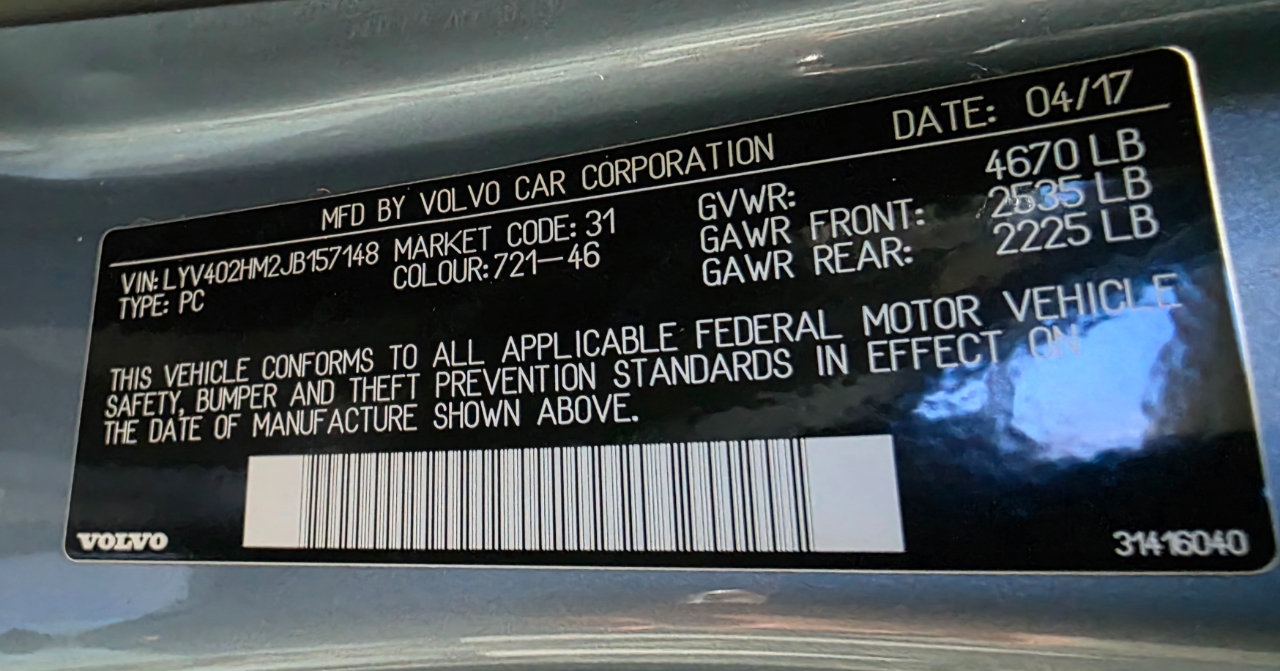 MFD BY VOLVO CAR CORPORATION DATE: 04/17
VIN: LYV402HM2JB157148 MARKET CODE: 31 GVWR: 4670 LB
TYPE: PC COLOUR: 721-46 GAWR FRONT: 2535 LB
GAWR REAR: 2225 LB
THIS VEHICLE CONFORMS TO ALL APPLICABLE FEDERAL MOTOR VEHICLE
SAFETY, BUMPER AND THEFT PREVENTION STANDARDS IN EFFECT ON
THE DATE OF MANUFACTURE SHOWN ABOVE.
VOLVO 31416040